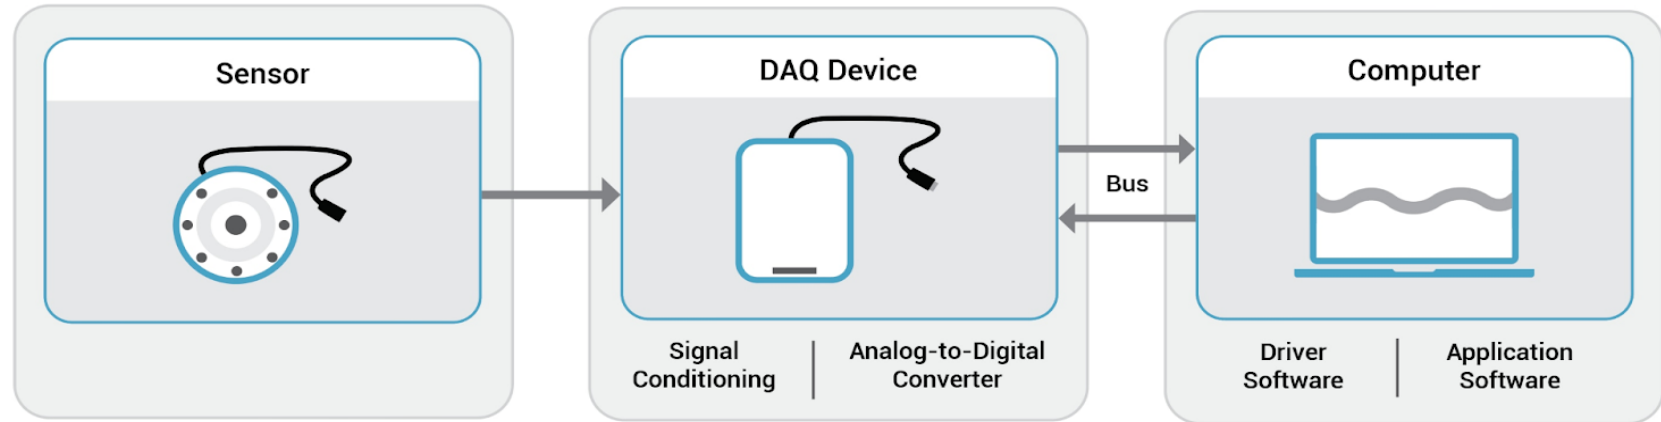 Sensor
DAQ Device
Bus
Computer
Signal
Conditioning
Analog-to-Digital
Converter
Driver
Software
Application
Software